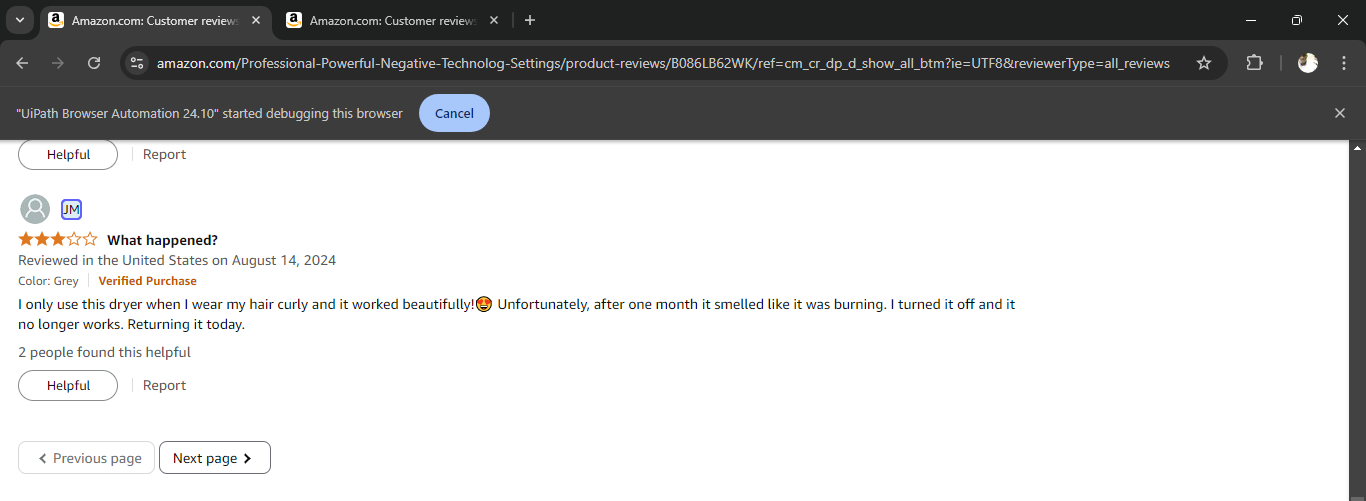 Amazon.com: Customer reviews
Amazon.com: Customer reviews
amazon.com/Professional-Powerful-Negative-Technolog-Settings/product-reviews/B086LB62WK/ref=cm_cr_dp_d_show_all_btm?ie=UTF8&reviewerType=all_reviews
"UiPath Browser Automation 24.10" started debugging this browser
Cancel
Helpful
Report
JM
What happened?
Reviewed in the United States on August 14, 2024
Color: Grey
Verified Purchase
I only use this dryer when I wear my hair curly and it worked beautifully!🤩 Unfortunately, after one month it smelled like it was burning. I turned it off and it
no longer works. Returning it today.
2 people found this helpful
Helpful
Report
Previous page
Next page